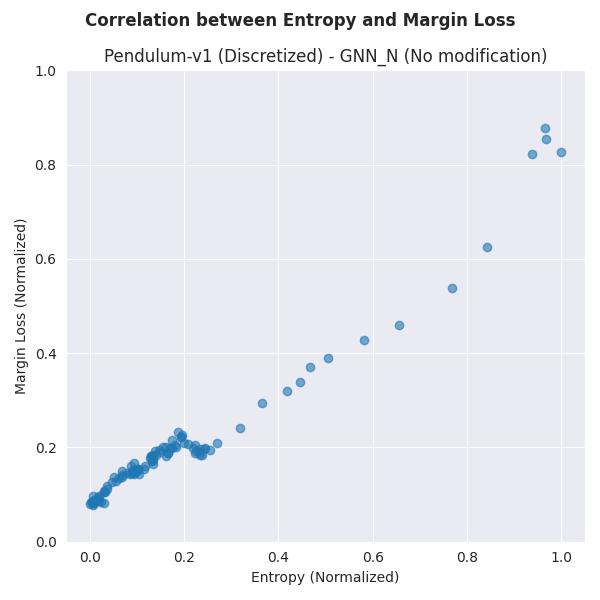 Correlation between Entropy and Margin Loss
Pendulum-v1 (Discretized) - GNN_N (No modification)
1.0
0.8
0.6
0.4
0.2
0.0
Margin Loss (Normalized)
0.0 0.2 0.4 0.6 0.8 1.0
Entropy (Normalized)